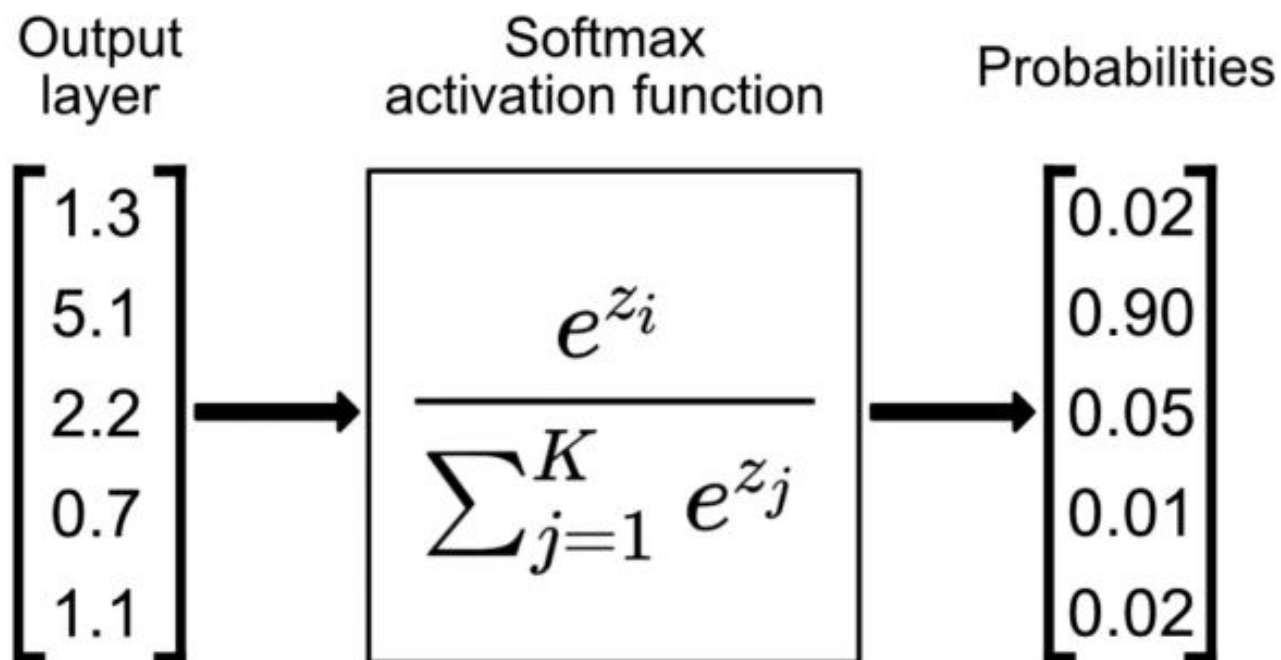 Output
layer
Softmax
activation function
Probabilities
1.3
5.1
2.2
0.7
1.1
e^{z_i}
∑_{j=1}^{K} e^{z_j}
0.02
0.90
0.05
0.01
0.02